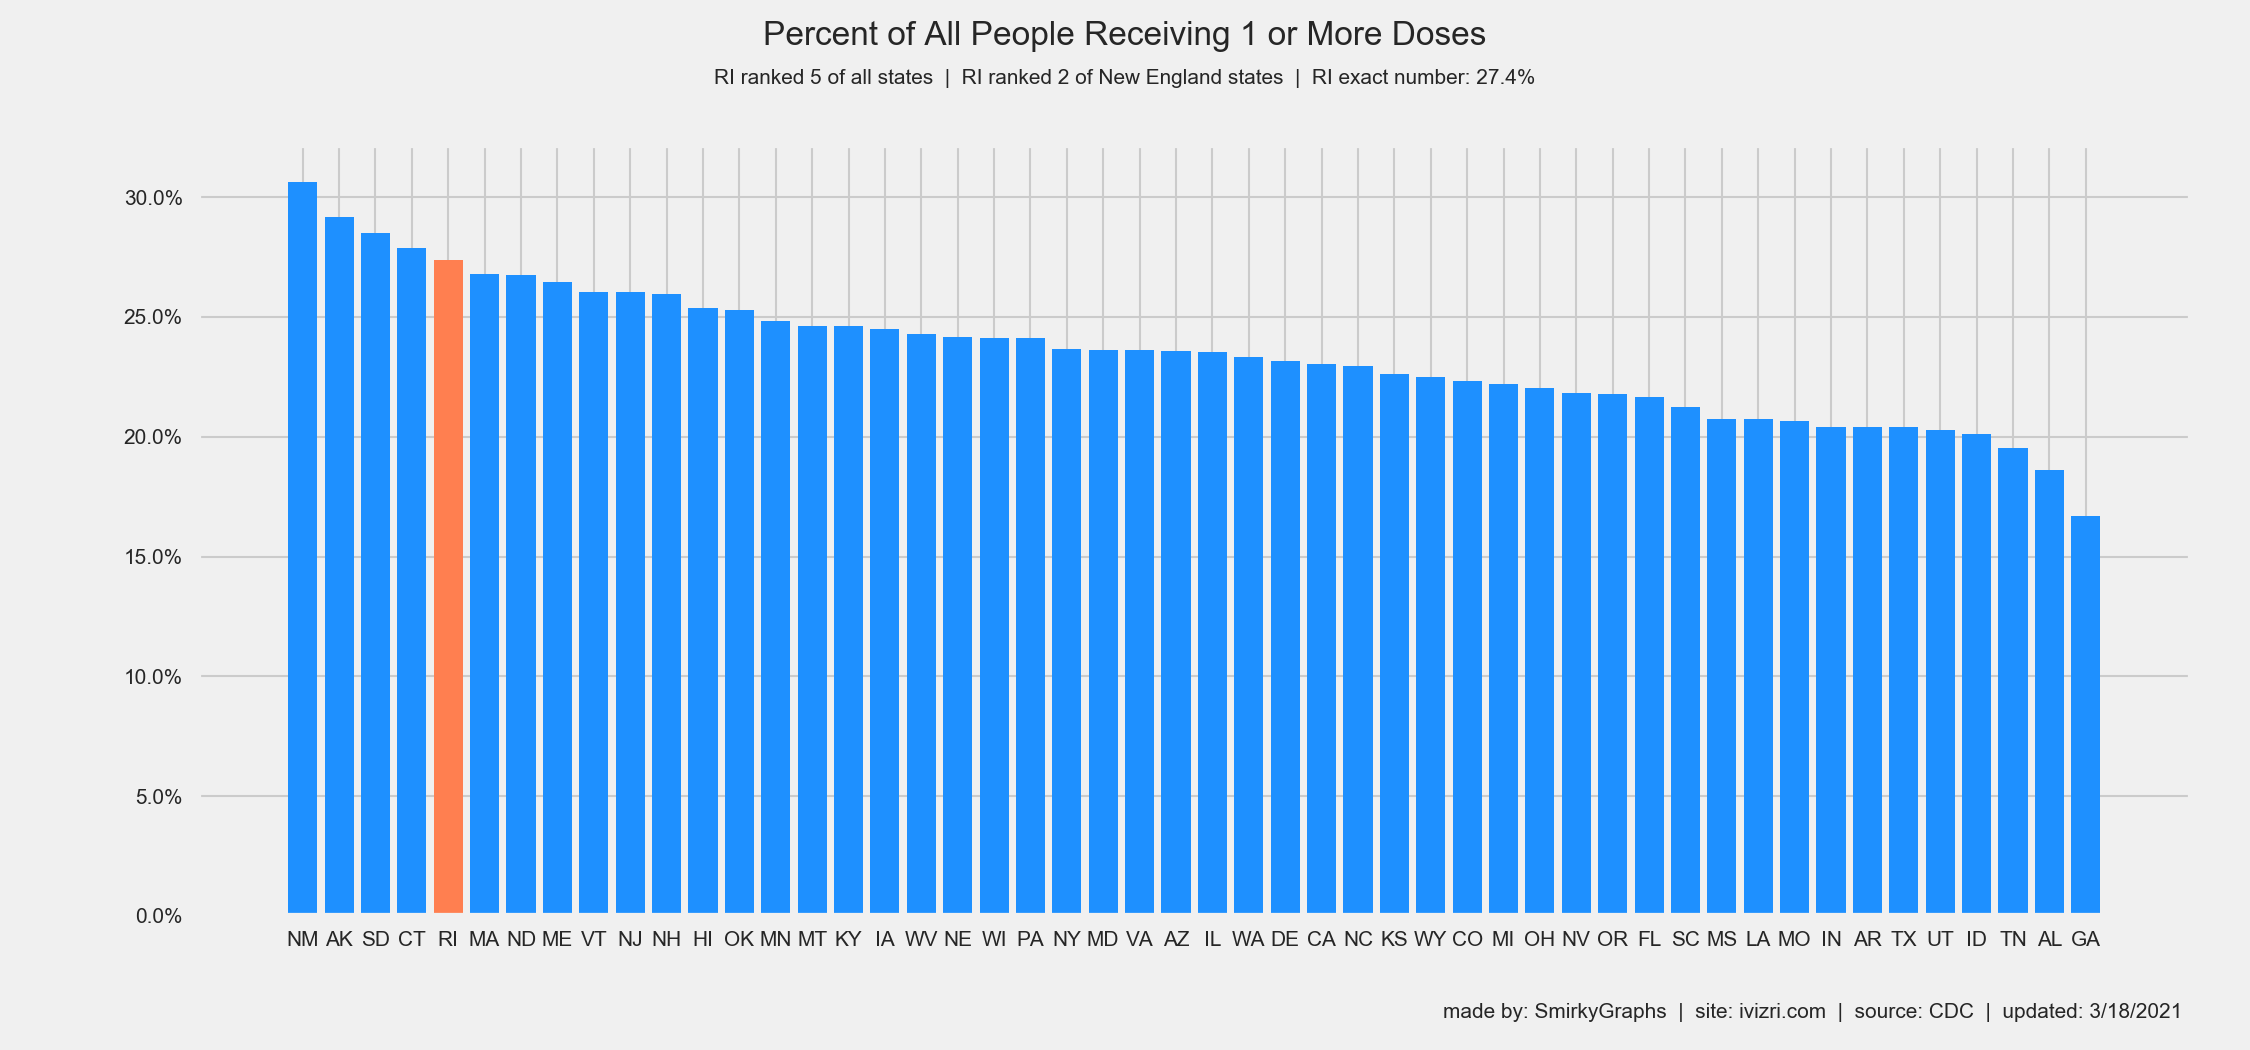 Percent of All People Receiving 1 or More Doses
RI ranked 5 of all states | RI ranked 2 of New England states | RI exact number: 27.4%
30.0%
25.0%
20.0%
15.0%
10.0%
5.0%
0.0%
NM AK SD CT RI MA ND ME VT NJ NH HI OK MN MT KY IA WV NE WI PA NY MD VA AZ IL WA DE CA NC KS WY CO MI OH NV OR FL SC MS LA MO IN AR TX UT ID TN AL GA
made by: SmirkyGraphs | site: ivizri.com | source: CDC | updated: 3/18/2021